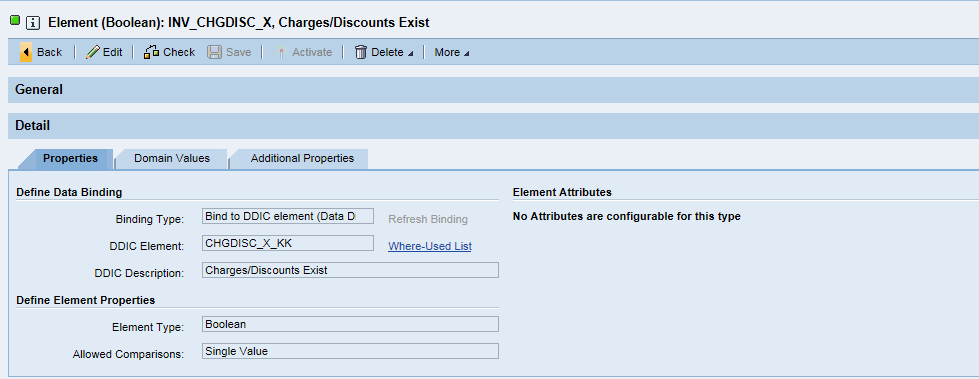 Element (Boolean): INV_CHGDISC_X, Charges/Discounts Exist
Back Edit Check Save Activate Delete More
General
Detail
Properties Domain Values Additional Properties
Define Data Binding Element Attributes
Binding Type: Bind to DDIC element (Data D Refresh Binding No Attributes are configurable for this type
DDIC Element: CHGDISC_X_KK Where-Used List
DDIC Description: Charges/Discounts Exist
Define Element Properties
Element Type: Boolean
Allowed Comparisons: Single Value